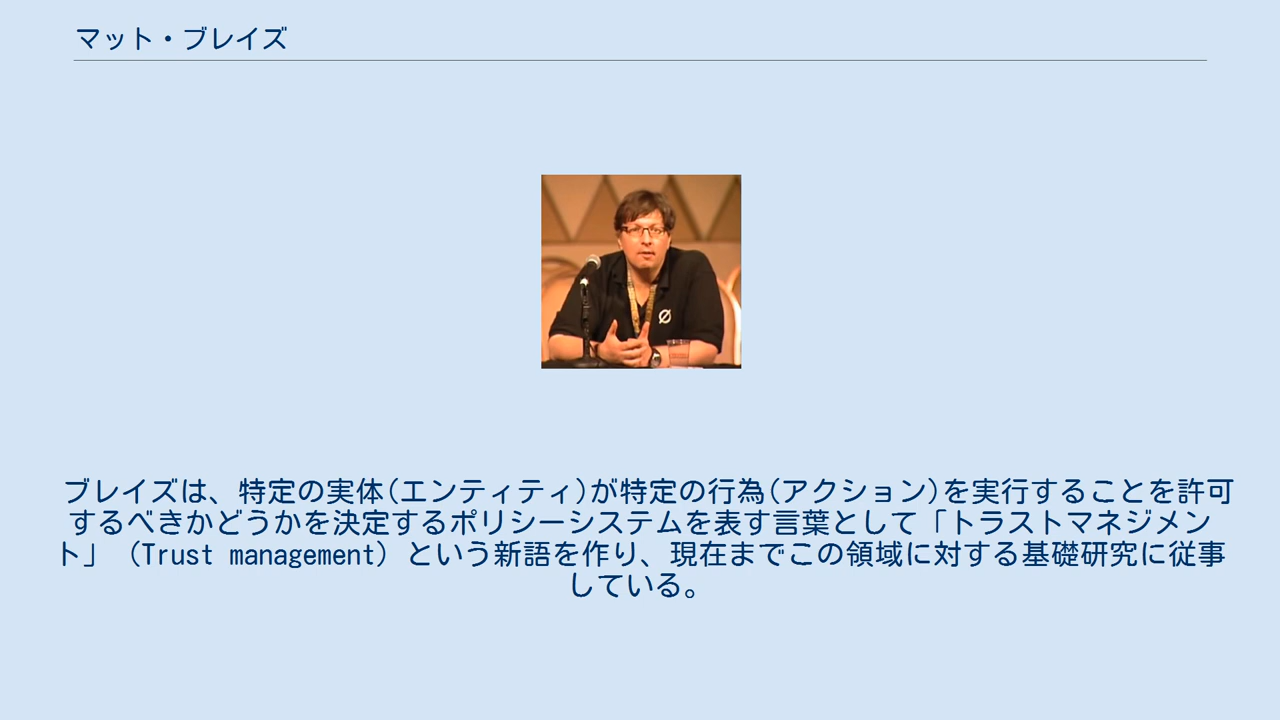 マット・ブレイズ
ブレイズは、特定の実体(エンティティ)が特定の行為(アクション)を実行することを許可
するべきかどうかを決定するポリシーシステムを表す言葉として「トラストマネジメン
ト」（Trust management）という新語を作り、現在までこの領域に対する基礎研究に従事
している。